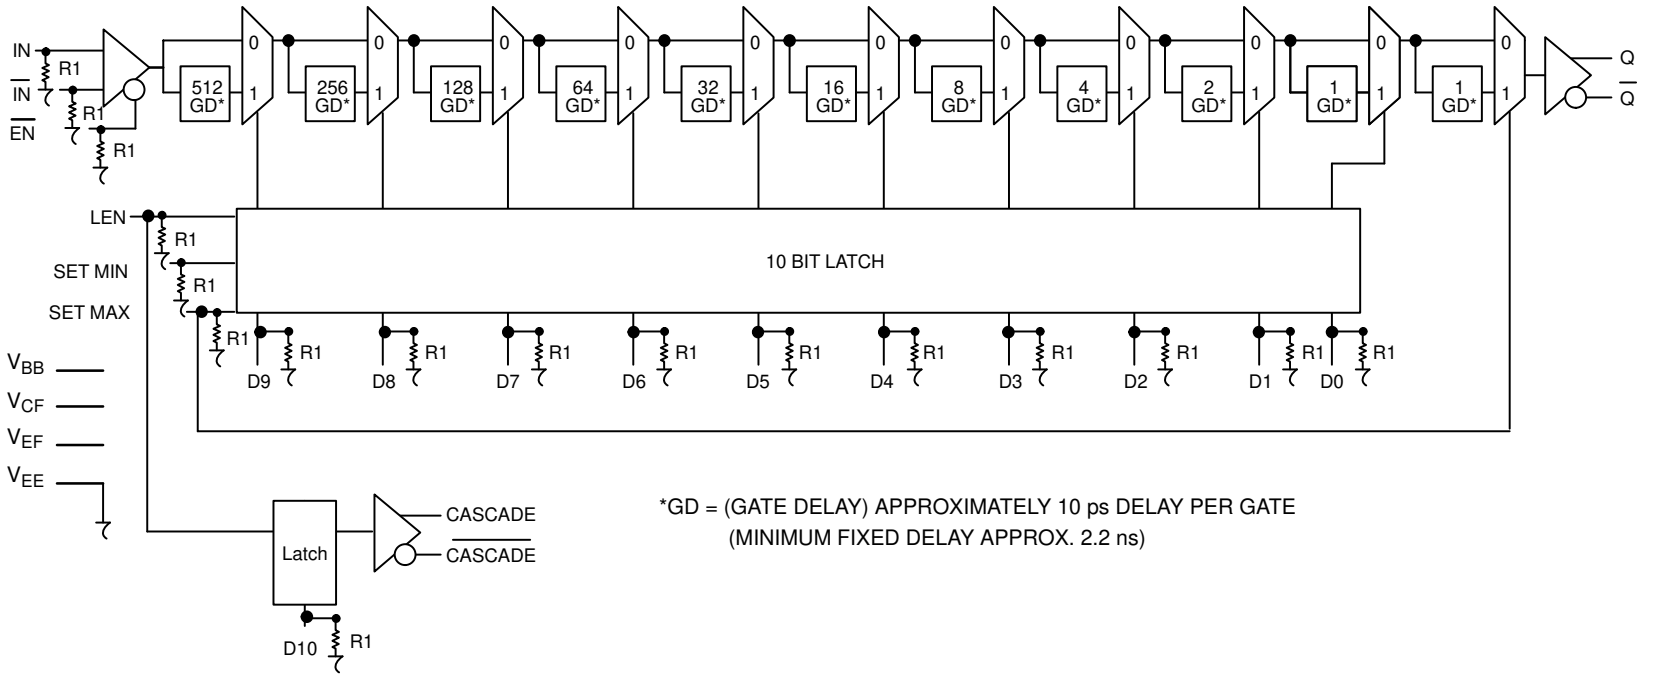 IN
R1
IN
R1
EN
R1
0
512
GD*
1
0
256
GD*
1
0
128
GD*
1
0
64
GD*
1
0
32
GD*
1
0
16
GD*
1
0
8
GD*
1
0
4
GD*
1
0
2
GD*
1
0
1
GD*
1
0
1
GD*
1
Q
Q
LEN
R1
SET MIN
R1
SET MAX
R1
10 BIT LATCH
D9
R1
D8
R1
D7
R1
D6
R1
D5
R1
D4
R1
D3
R1
D2
R1
D1
R1
D0
R1
VBB
VCF
VEF
VEE
Latch
CASCADE
CASCADE
D10
R1
*GD = (GATE DELAY) APPROXIMATELY 10 ps DELAY PER GATE
(MINIMUM FIXED DELAY APPROX. 2.2 ns)